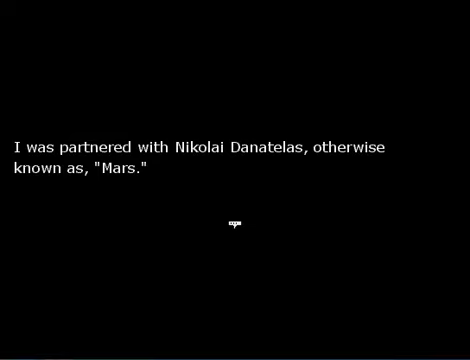 I was partnered with Nikolai Danatelas, otherwise
known as, "Mars."